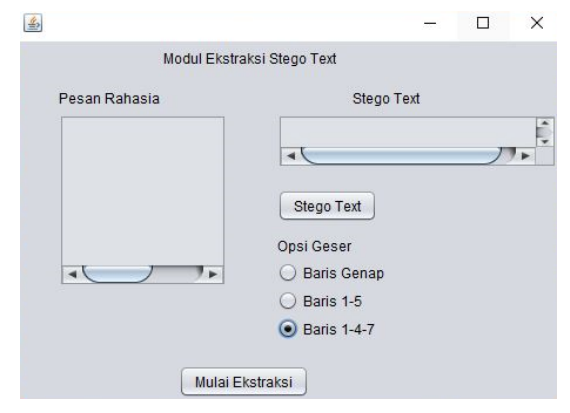 Modul Ekstraksi Stego Text
Pesan Rahasia
Stego Text
Stego Text
Opsi Geser
Baris Genap
Baris 1-5
Baris 1-4-7
Mulai Ekstraksi